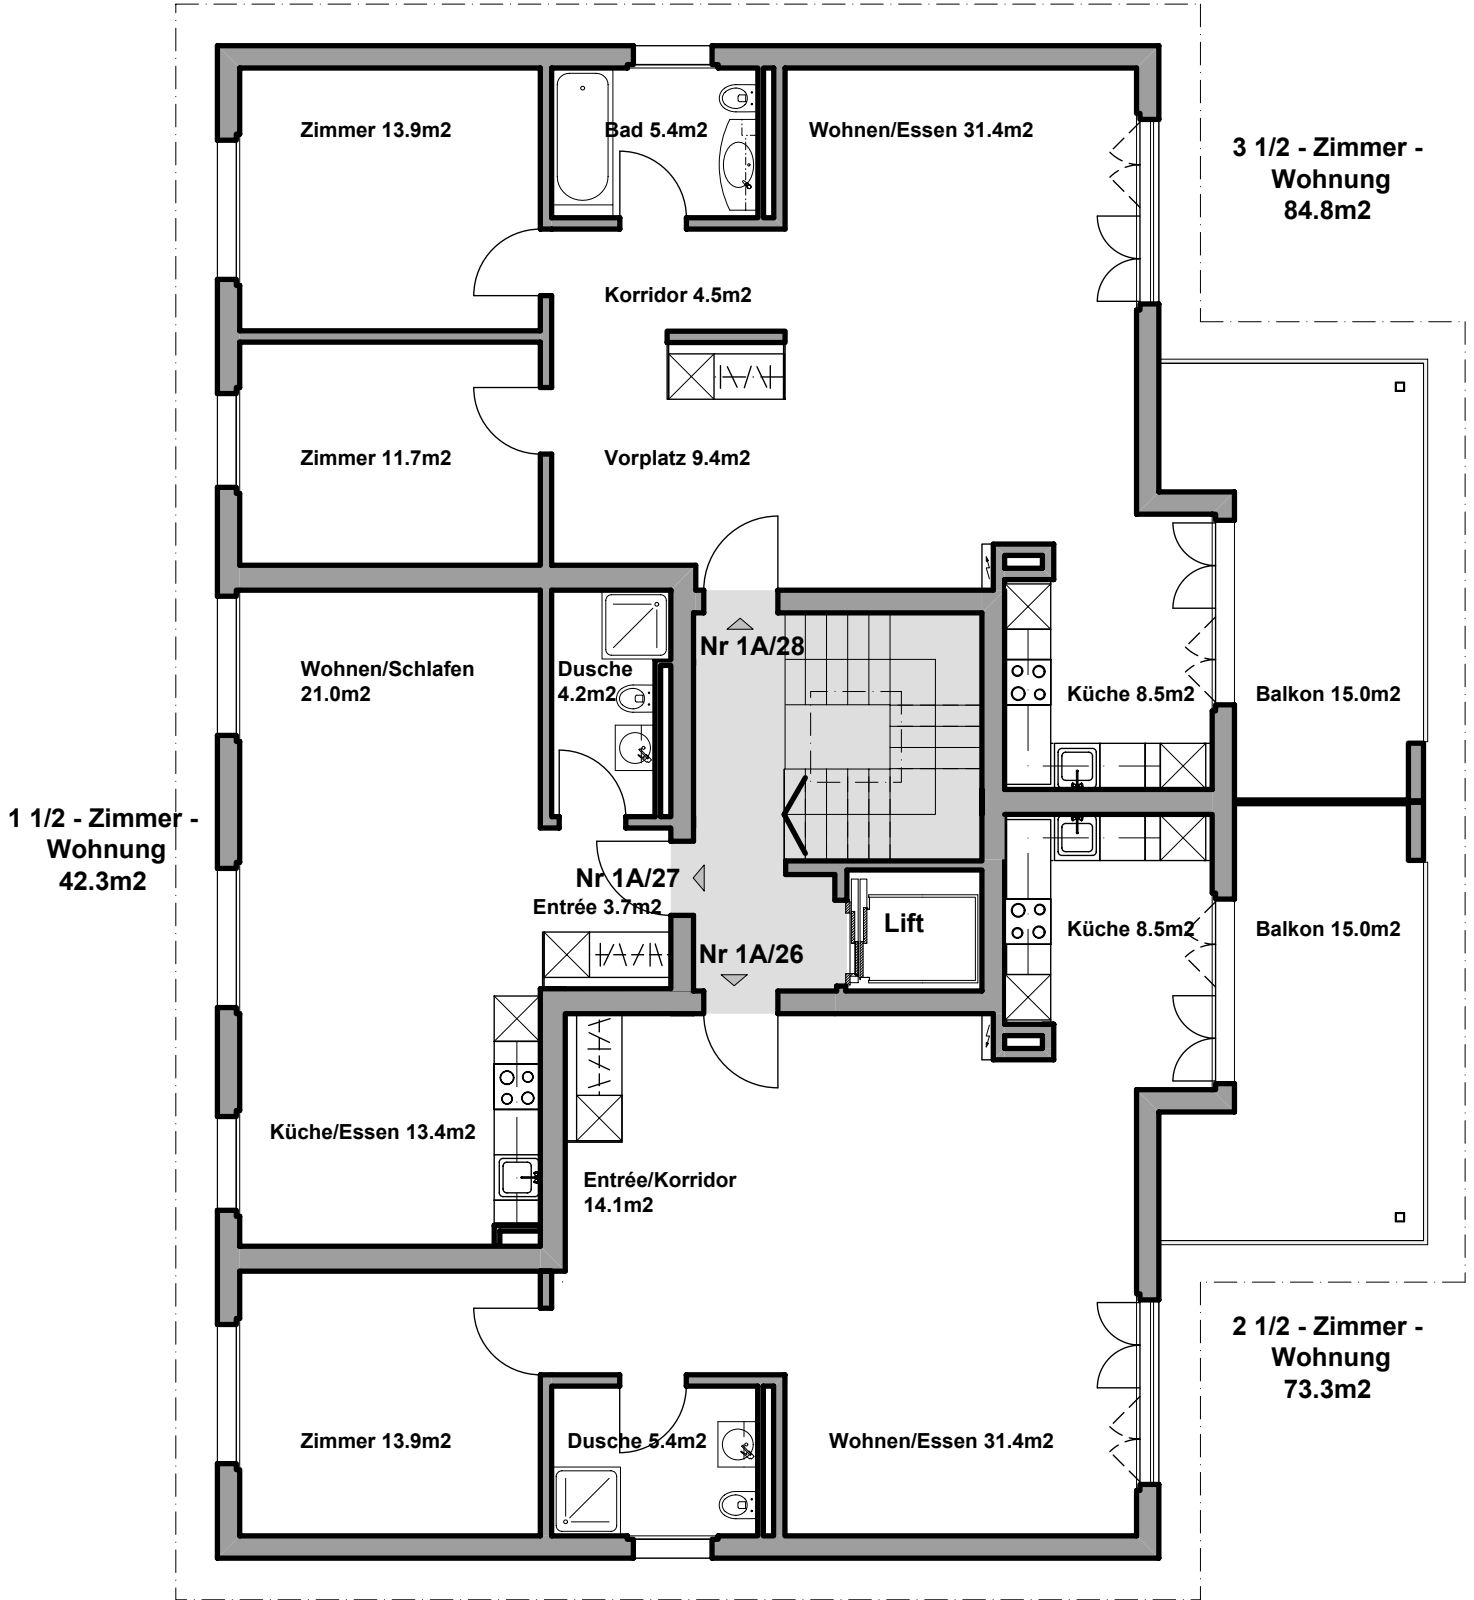 Zimmer 13.9m2
Bad 5.4m2
Wohnen/Essen 31.4m2
3 1/2 - Zimmer -
Wohnung
84.8m2
Korridor 4.5m2
Zimmer 11.7m2
Vorplatz 9.4m2
Nr 1A/28
Wohnen/Schlafen
21.0m2
Dusche
4.2m2
Küche 8.5m2
Balkon 15.0m2
1 1/2 - Zimmer -
Wohnung
42.3m2
Nr 1A/27
Entrée 3.7m2
Lift
Küche 8.5m2
Balkon 15.0m2
Nr 1A/26
Küche/Essen 13.4m2
Entrée/Korridor
14.1m2
2 1/2 - Zimmer -
Wohnung
73.3m2
Zimmer 13.9m2
Dusche 5.4m2
Wohnen/Essen 31.4m2